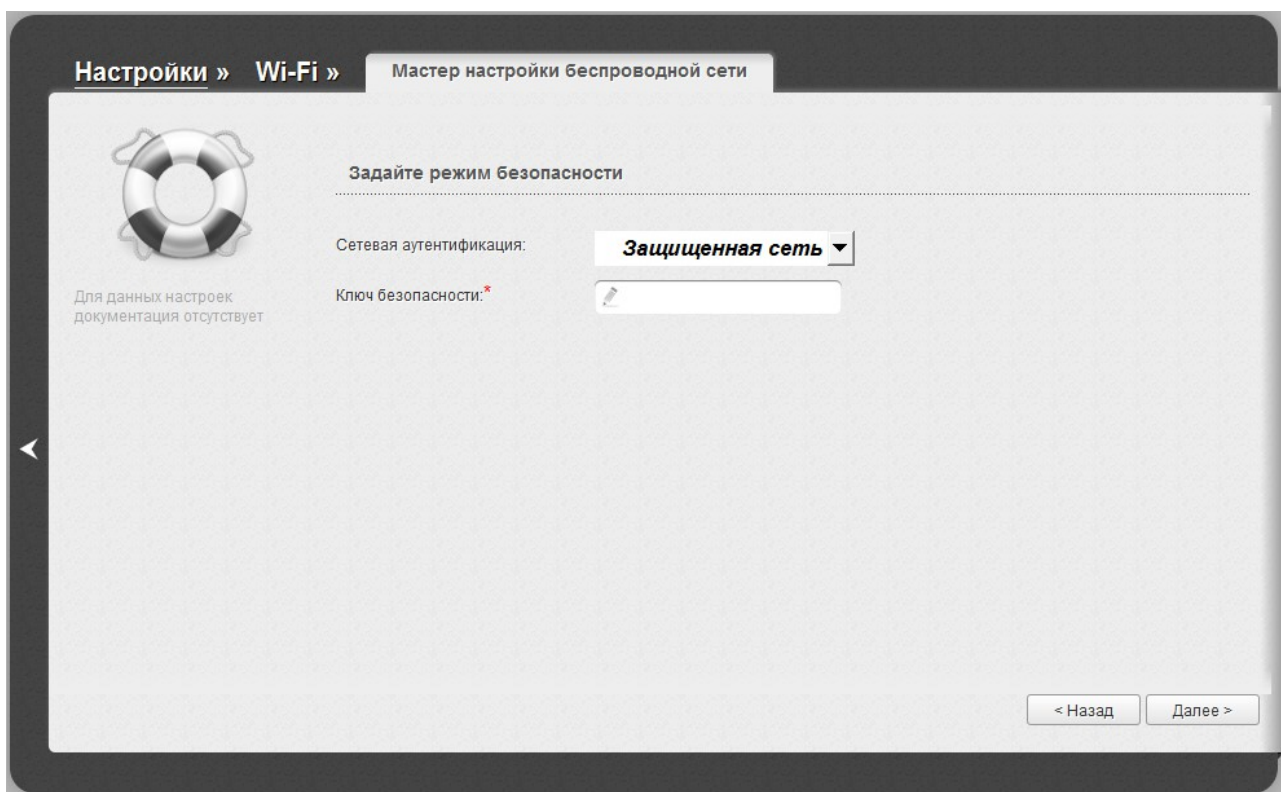 Настройки » Wi-Fi » Мастер настройки беспроводной сети
Задайте режим безопасности
Сетевая аутентификация: Защищенная сеть
Ключ безопасности:*
Для данных настроек
документация отсутствует
< Назад Далее >